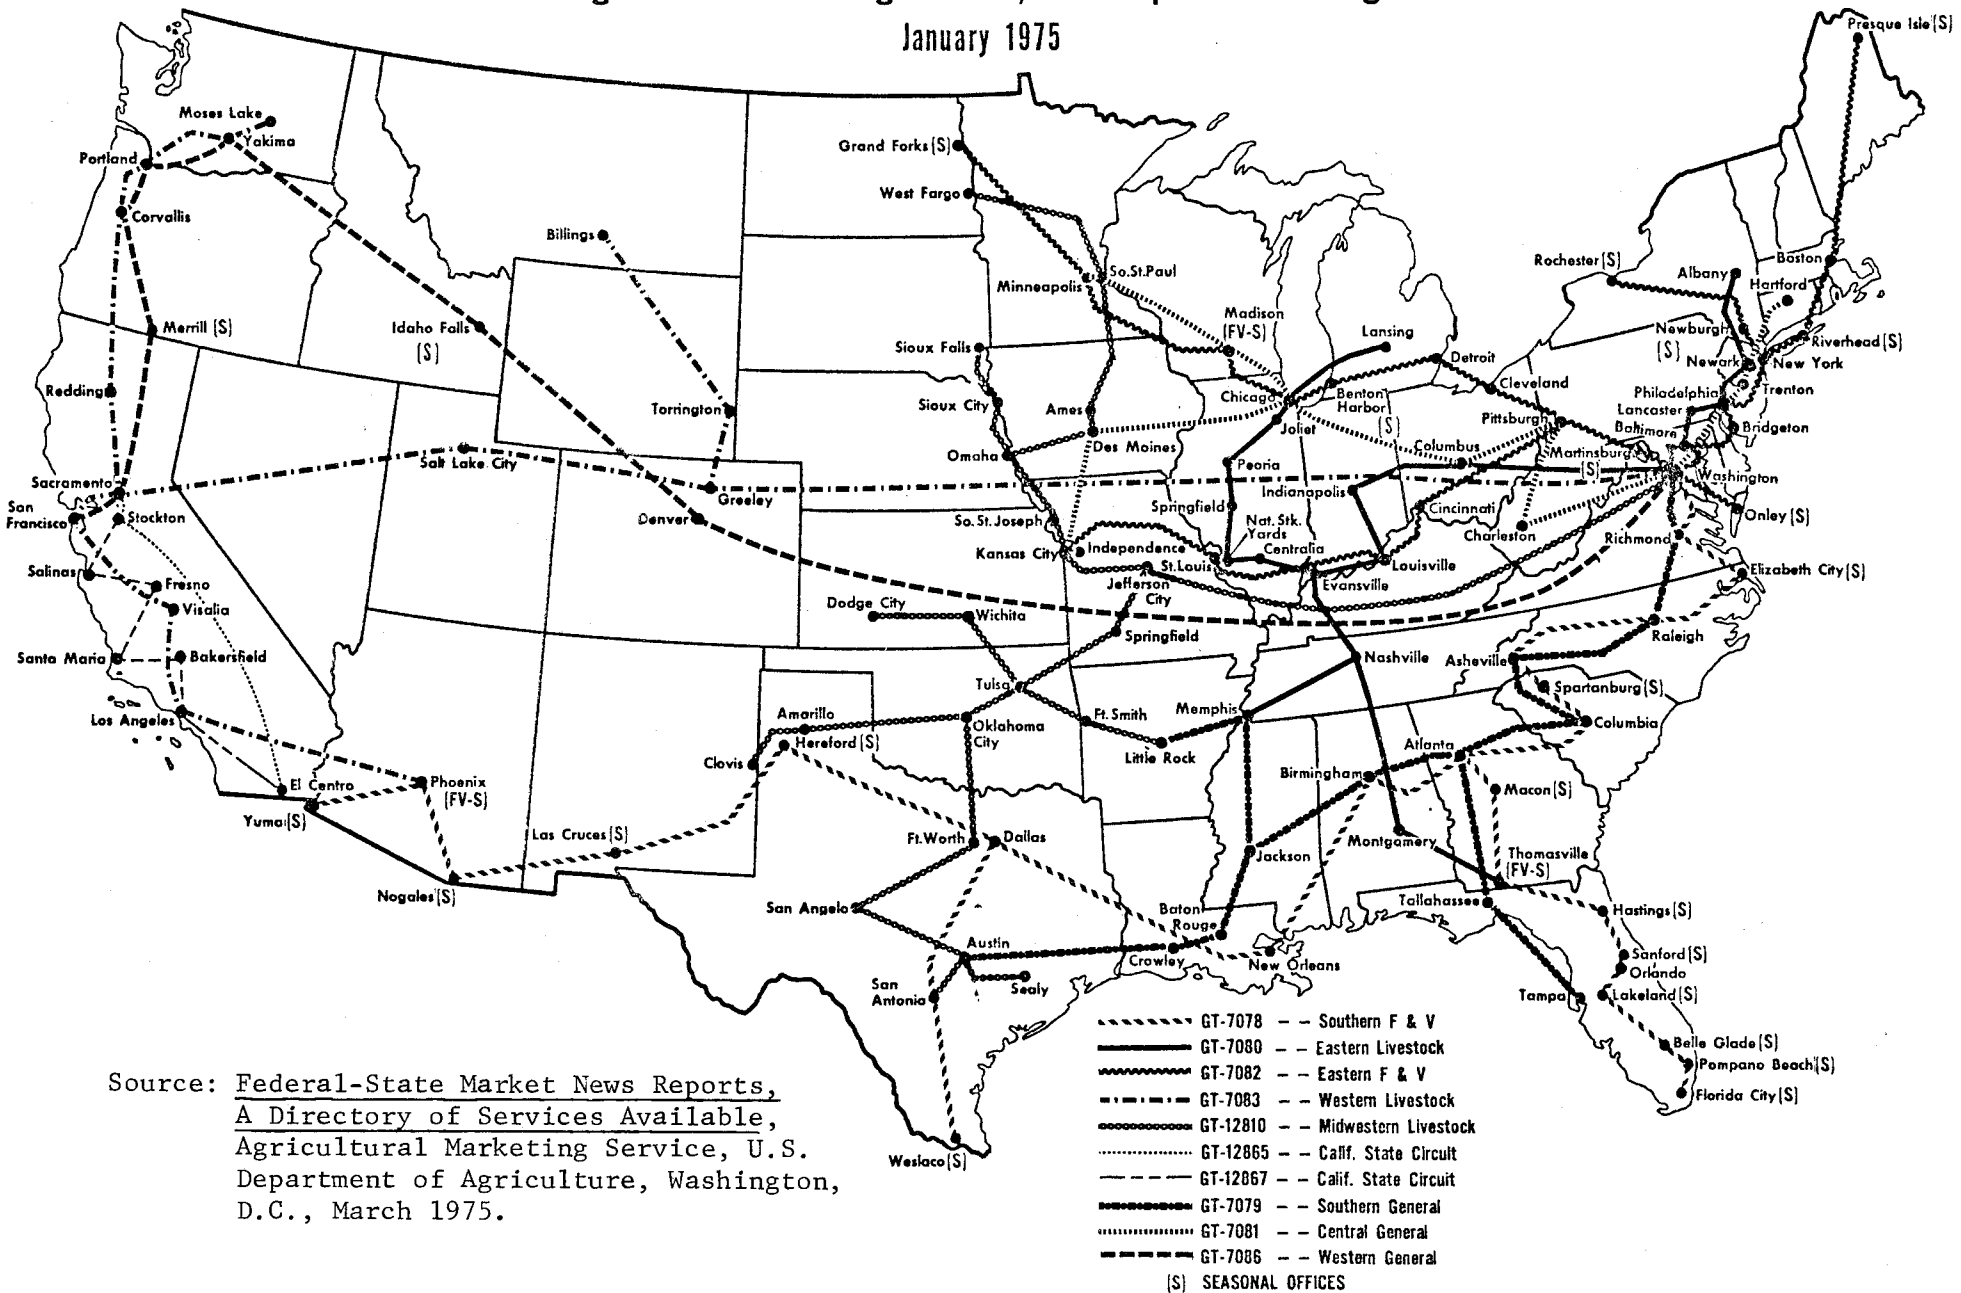 January 1975
Presque Isle (S)
Moses Lake
Yakima
Portland
Grand Forks (S)
West Fargo
Corvallis
Billings
Rochester (S)
Albany
Boston
Hartford
So.St.Paul
Minneapolis
Merrill (S)
Idaho Falls
(S)
Madison
(FV-S)
Lansing
Newburgh
(S)
Riverhead (S)
Sioux Falls
Detroit
Newark
New York
Redding
Torrington
Sioux City
Ames
Chicago
Benton
Harbor
(S)
Cleveland
Philadelphia
Trenton
Lancaster
Pittsburgh
Baltimore
Bridgeton
Joliet
Des Moines
Columbus
Omaha
Martinsburg
(S)
Salt Lake City
Peoria
Washington
Sacramento
Greeley
Indianapolis
San
Francisco
Stockton
Denver
So. St. Joseph
Springfield
Cincinnati
Onley (S)
Nat. Stk.
Yards
Charleston
Richmond
Kansas City
Independence
Centralia
St. Louis
Louisville
Salinas
Fresno
Jefferson
City
Evansville
Elizabeth City (S)
Visalia
Dodge City
Wichita
Springfield
Raleigh
Santa Maria
Bakersfield
Nashville
Asheville
Tulsa
Spartanburg (S)
Los Angeles
Amarillo
Oklahoma
City
Ft. Smith
Memphis
Columbia
Hereford (S)
Clovis
Little Rock
Atlanta
Birmingham
El Centro
Phoenix
(FV-S)
Macon (S)
Yuma (S)
Las Cruces (S)
Ft.Worth
Dallas
Montgomery
Jackson
Thomasville
(FV-S)
Nogales (S)
San Angelo
Tallahassee
Hastings (S)
Baton
Rouge
Austin
Crowley
New Orleans
Sanford (S)
Orlando
San
Antonia
Sealy
Tampa
Lakeland (S)
GT-7078 – – Southern F & V
GT-7080 – – Eastern Livestock
Belle Glade (S)
Pompano Beach (S)
GT-7082 – – Eastern F & V
Florida City (S)
GT-7083 – – Western Livestock
GT-12810 – – Midwestern Livestock
GT-12865 – – Calif. State Circuit
Weslaco (S)
GT-12867 – – Calif. State Circuit
GT-7079 – – Southern General
GT-7081 – – Central General
GT-7086 – – Western General
(S) SEASONAL OFFICES
Source: Federal-State Market News Reports,
A Directory of Services Available,
Agricultural Marketing Service, U.S.
Department of Agriculture, Washington,
D.C., March 1975.